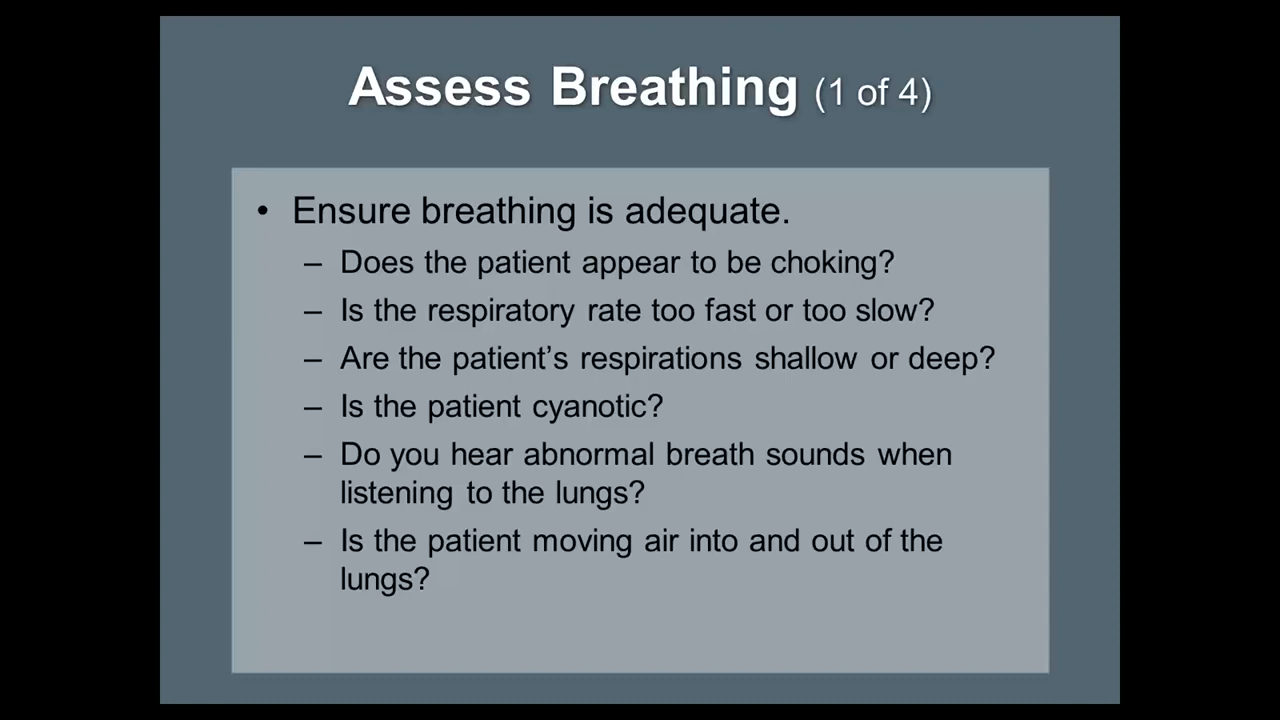 Assess Breathing (1 of 4)
• Ensure breathing is adequate.
– Does the patient appear to be choking?
– Is the respiratory rate too fast or too slow?
– Are the patient’s respirations shallow or deep?
– Is the patient cyanotic?
– Do you hear abnormal breath sounds when
listening to the lungs?
– Is the patient moving air into and out of the
lungs?